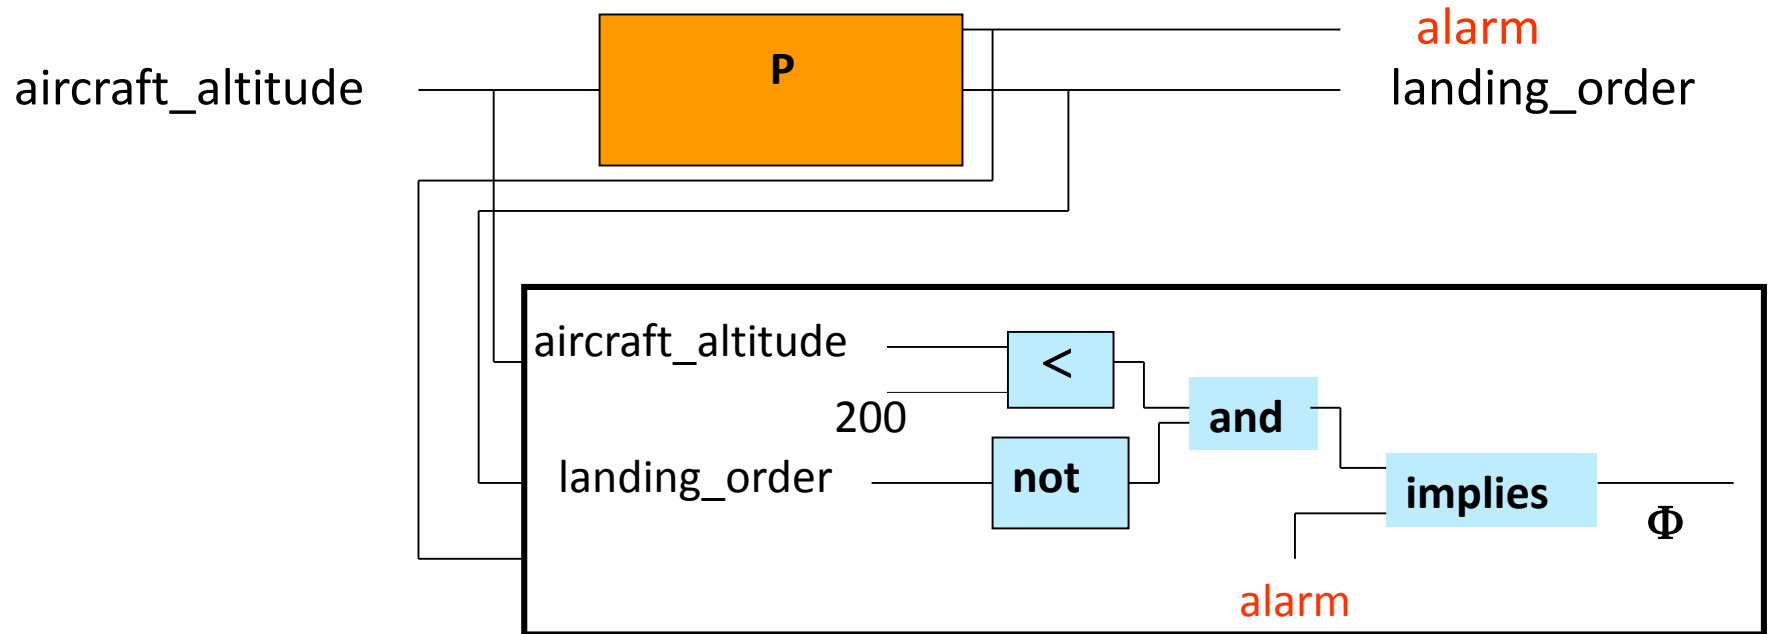 alarm
P
aircraft_altitude
landing_order
aircraft_altitude
<
200
and
landing_order
not
implies
Φ
alarm